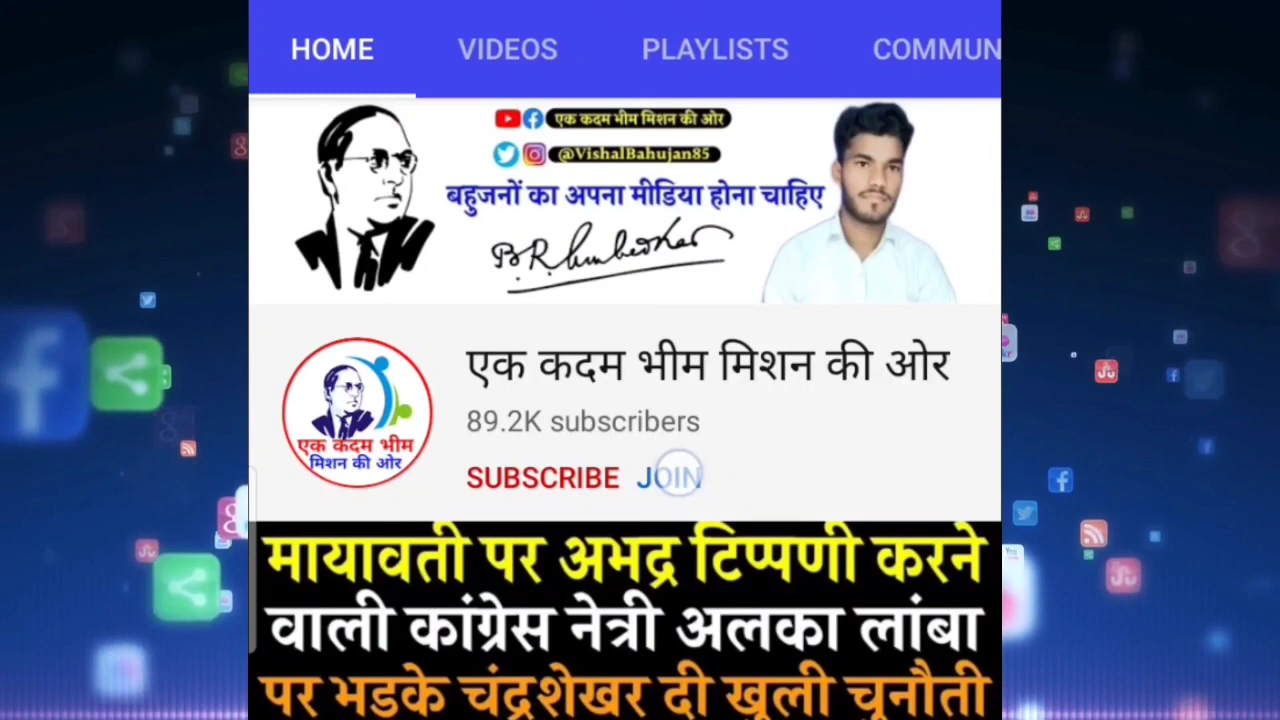 HOME VIDEOS PLAYLISTS COMMUN
एक कदम भीम मिशन की ओर
@VishalBahujan85
बहुजनों का अपना मीडिया होना चाहिए
B.R. Ambedkar
एक कदम भीम मिशन की ओर
89.2K subscribers
एक कदम भीम
मिशन की ओर
SUBSCRIBE JOIN
मायावती पर अभद्र टिप्पणी करने
वाली कांग्रेस नेत्री अलका लांबा
पर भड़के चंद्रशेखर दी खुली चुनौती